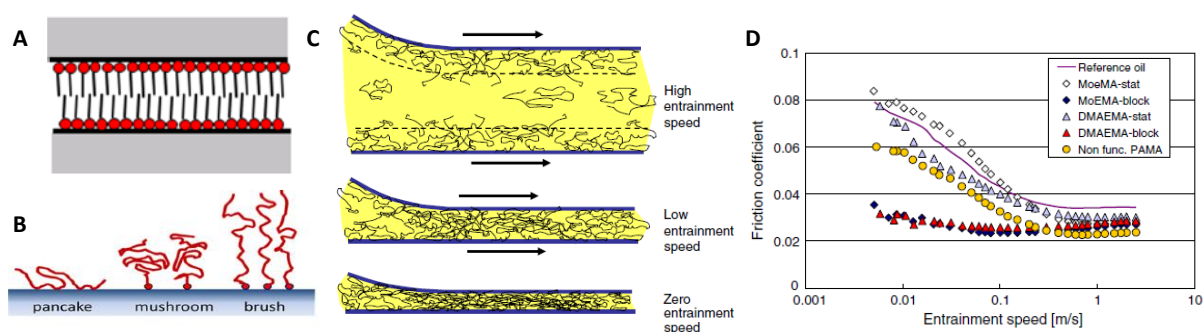 A
B
pancake
mushroom
brush
C
High
entrainment
speed
Low
entrainment
speed
Zero
entrainment
speed
D
Friction coefficient
0.1
0.08
0.06
0.04
0.02
0
0.001
0.01
0.1
1
10
Entrainment speed [m/s]
Reference oil
MoeMA-stat
MoEMA-block
DMAEMA-stat
DMAEMA-block
Non func. PAMA